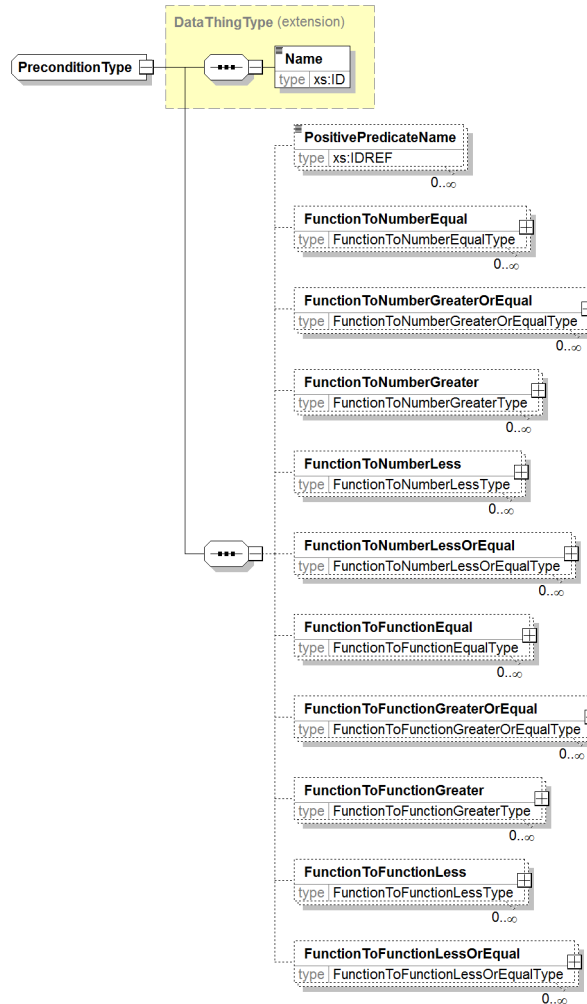 DataThingType (extension)
PreconditionType
Name
type xs:ID
PositivePredicateName
type xs:IDREF
0..∞
FunctionToNumberEqual
type FunctionToNumberEqualType
0..∞
FunctionToNumberGreaterOrEqual
type FunctionToNumberGreaterOrEqualType
0..∞
FunctionToNumberGreater
type FunctionToNumberGreaterType
0..∞
FunctionToNumberLess
type FunctionToNumberLessType
0..∞
FunctionToNumberLessOrEqual
type FunctionToNumberLessOrEqualType
0..∞
FunctionToFunctionEqual
type FunctionToFunctionEqualType
0..∞
FunctionToFunctionGreaterOrEqual
type FunctionToFunctionGreaterOrEqualType
0..∞
FunctionToFunctionGreater
type FunctionToFunctionGreaterType
0..∞
FunctionToFunctionLess
type FunctionToFunctionLessType
0..∞
FunctionToFunctionLessOrEqual
type FunctionToFunctionLessOrEqualType
0..∞